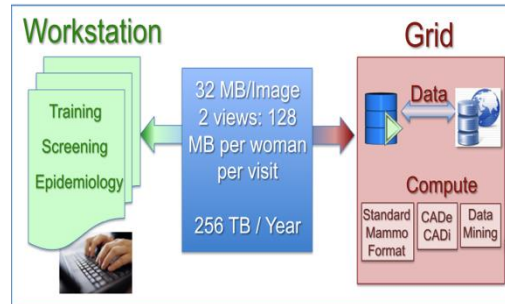 Workstation
Training
Screening
Epidemiology
32 MB/Image
2 views: 128
MB per woman
per visit
256 TB / Year
Grid
Data
Compute
Standard
Mammo
Format
CADe
CADi
Data
Mining